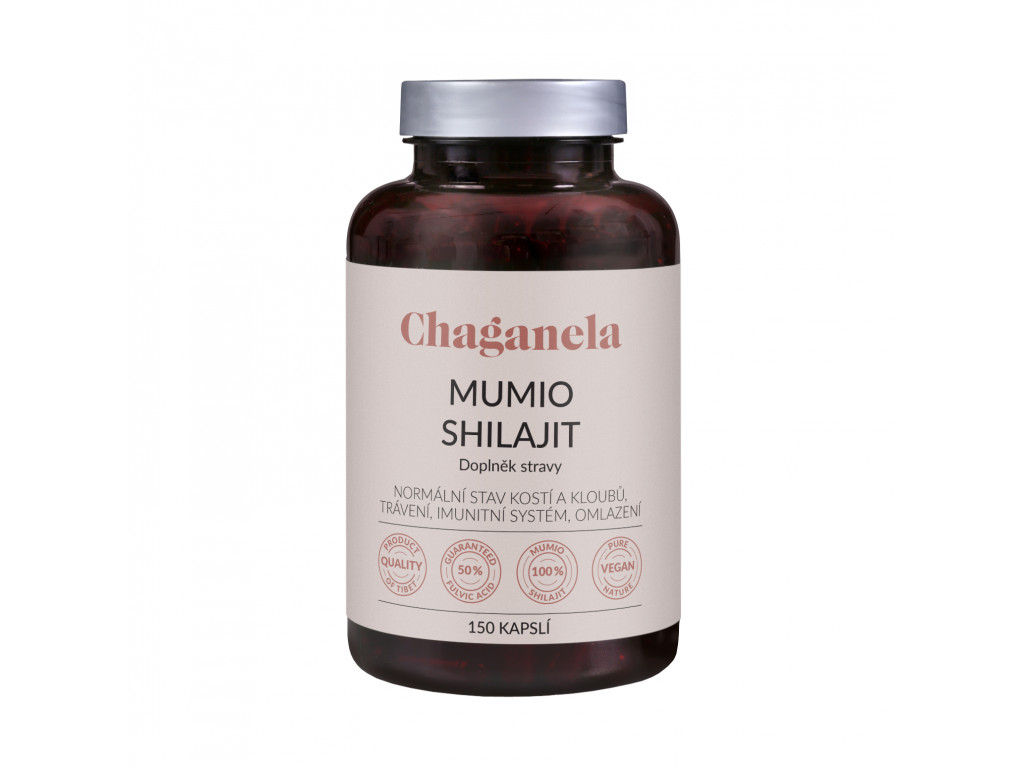 Chaganela
MUMIO
SHILAJIT
Doplněk stravy
NORMÁLNÍ STAV KOSTÍ A KLOUBŮ,
TRÁVENÍ, IMUNITNÍ SYSTÉM, OMLAZENÍ
PRODUCT
QUALITY
OF TIBET
GUARANTEED
50%
FULVIC ACID
MUMIO
100%
SHILAJIT
PURE
VEGAN
NATURE
150 KAPSLÍ